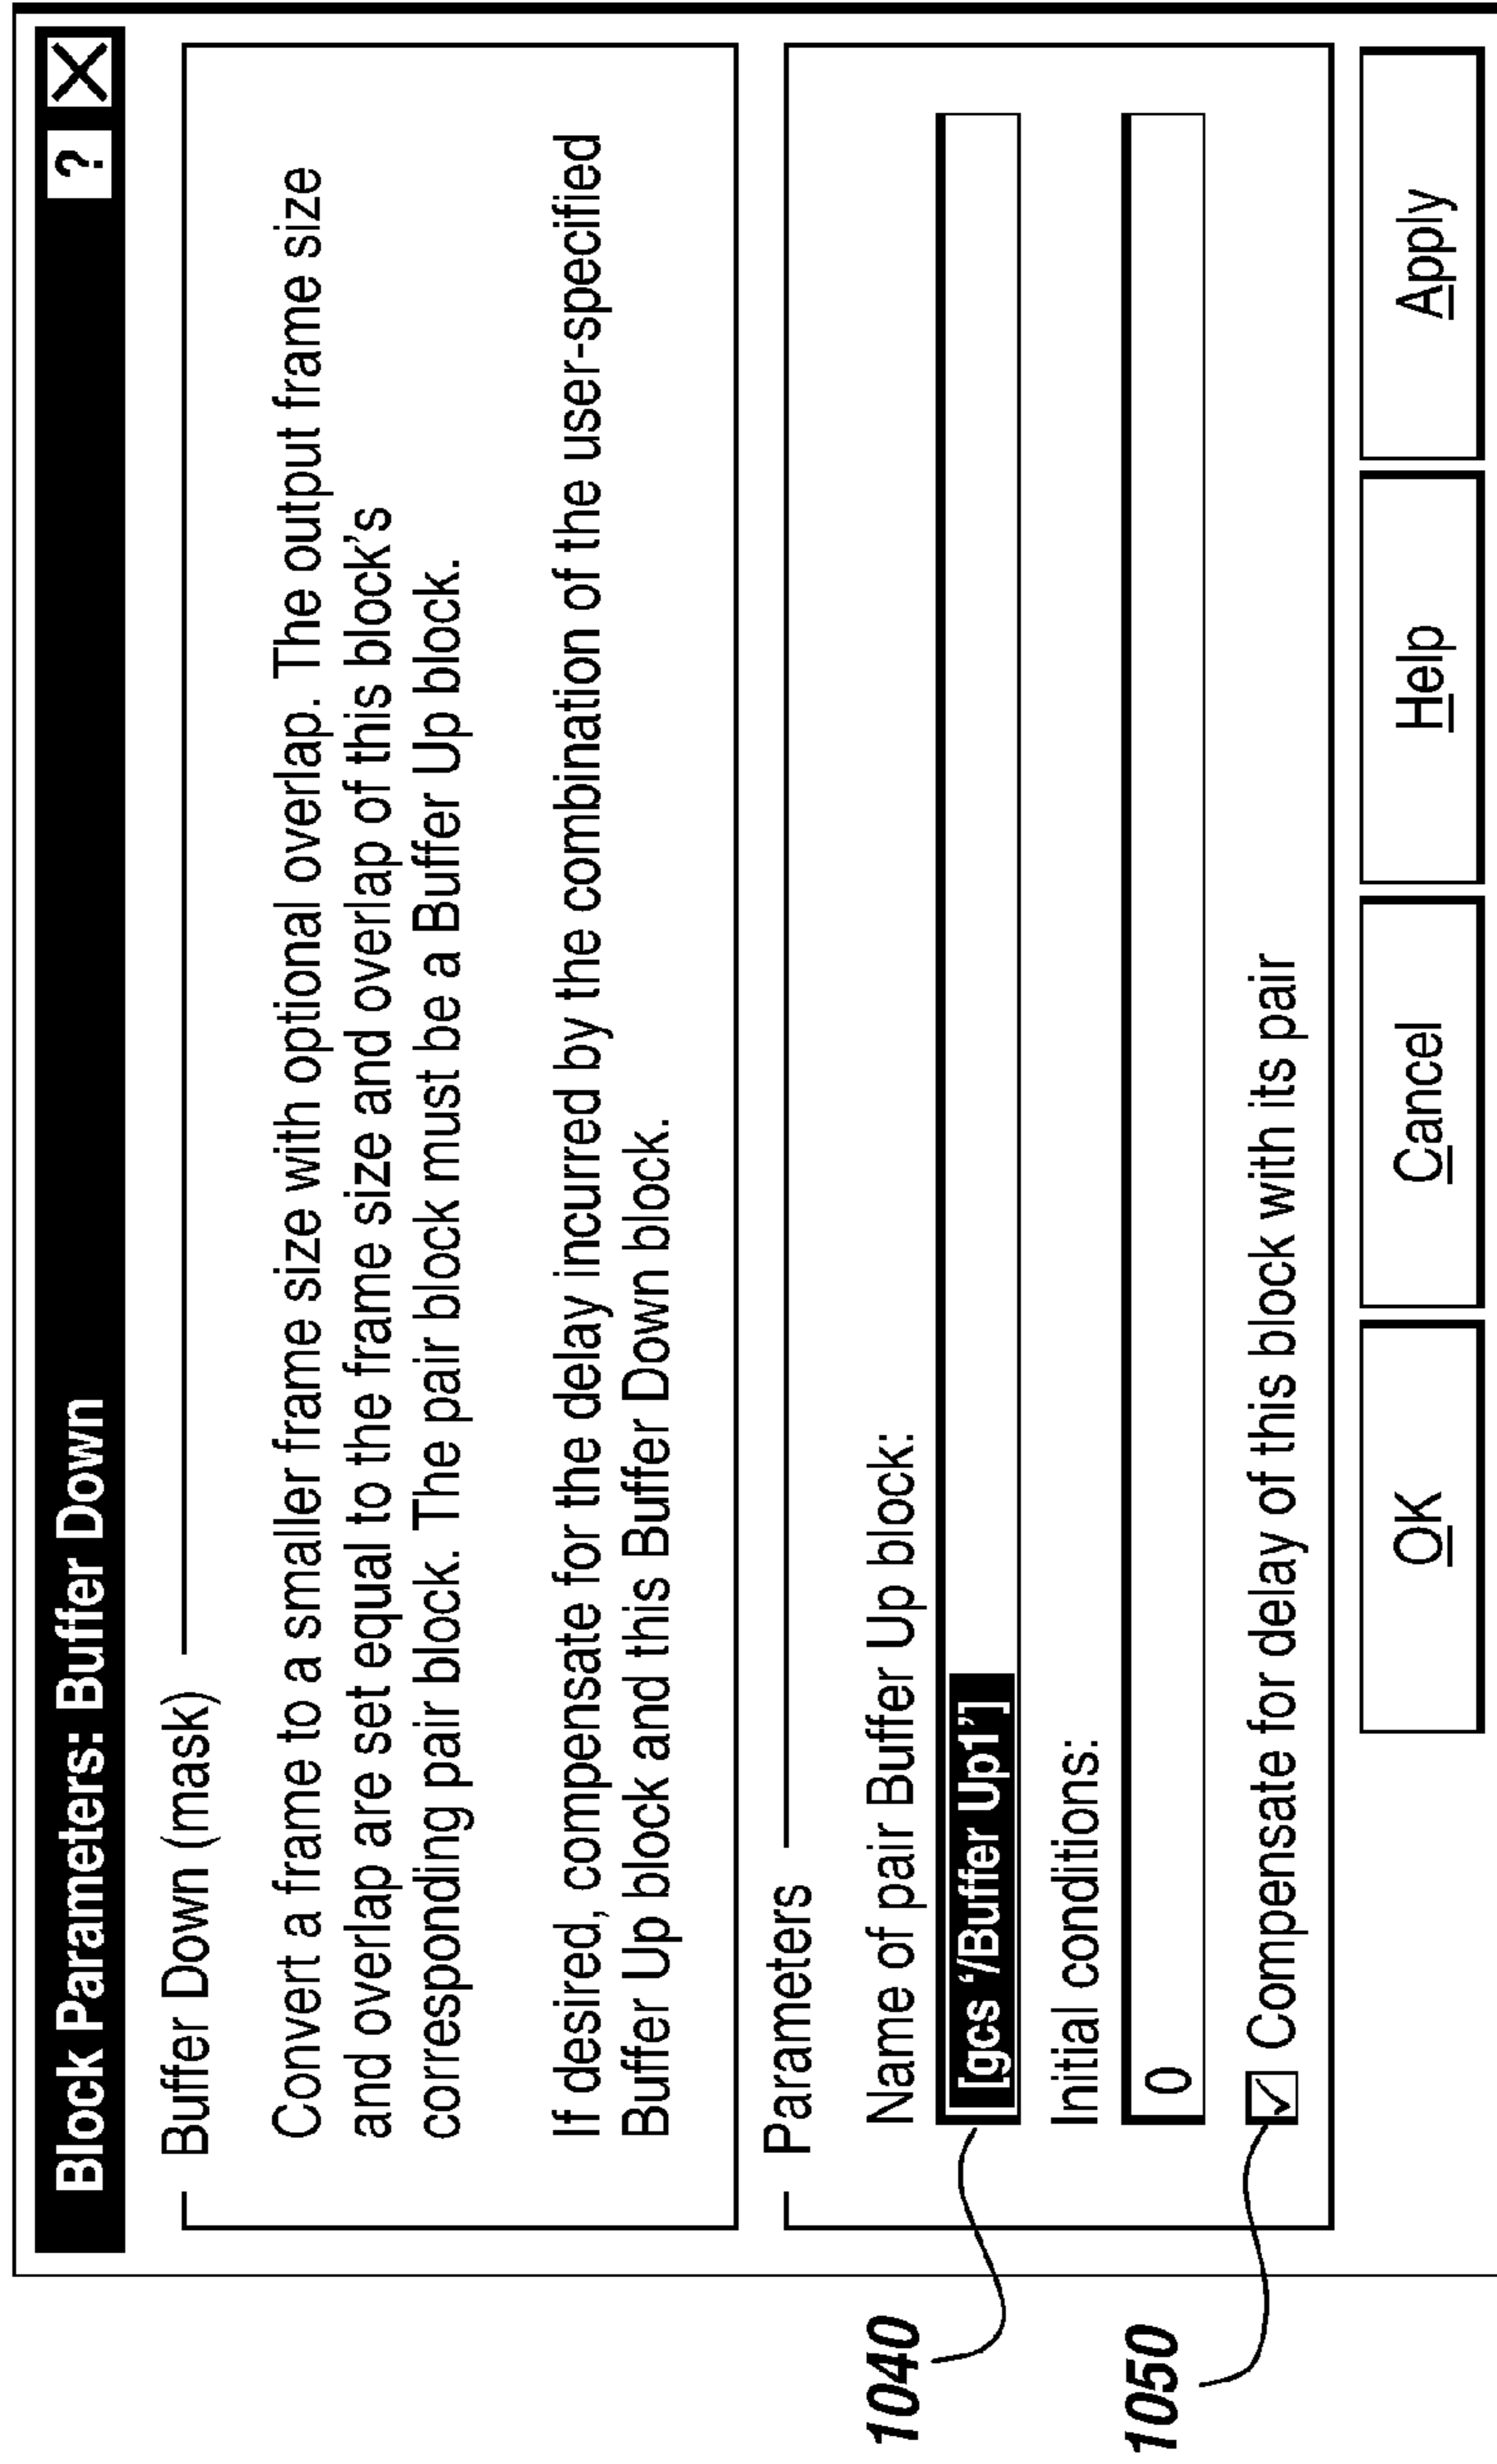 Block Parameters: Buffer Down ?
Buffer Down (mask)
Convert a frame to a smaller frame size with optional overlap. The output frame size
and overlap are set equal to the frame size and overlap of this block's
corresponding pair block. The pair block must be a Buffer Up block.
If desired, compensate for the delay incurred by the combination of the user-specified
Buffer Up block and this Buffer Down block.
Parameters
Name of pair Buffer Up block:
1040 [gcs ‘/Buffer Up1’]
Initial conditions:
0
1050 Compensate for delay of this block with its pair
OK Cancel Help Apply